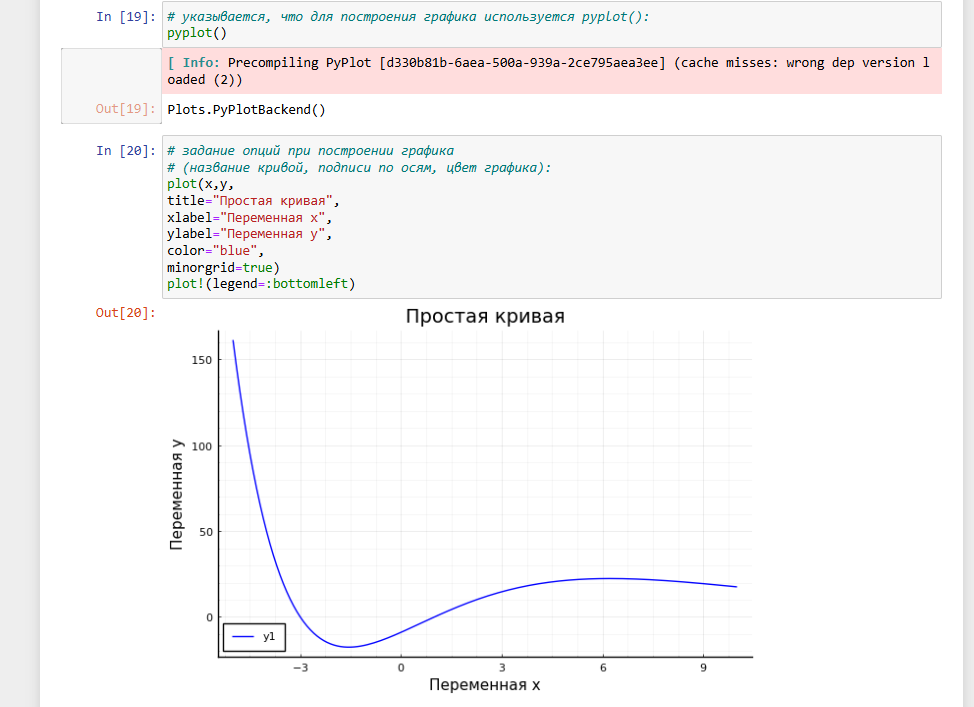 In [19]: # указывается, что для построения графика используется pyplot():
pyplot()
[ Info: Precompiling PyPlot [d330b81b-6aea-500a-939a-2ce795aea3ee] (cache misses: wrong dep version l
oaded (2))
Out[19]: Plots.PyPlotBackend()
In [20]: # задание опций при построении графика
# (название кривой, подписи по осям, цвет графика):
plot(x,y,
title="Простая кривая",
xlabel="Переменная x",
ylabel="Переменная y",
color="blue",
minorgrid=true)
plot!(legend=:bottomleft)
Out[20]:
Простая кривая
150
100
50
0
Переменная y
y1
−3 0 3 6 9
Переменная x